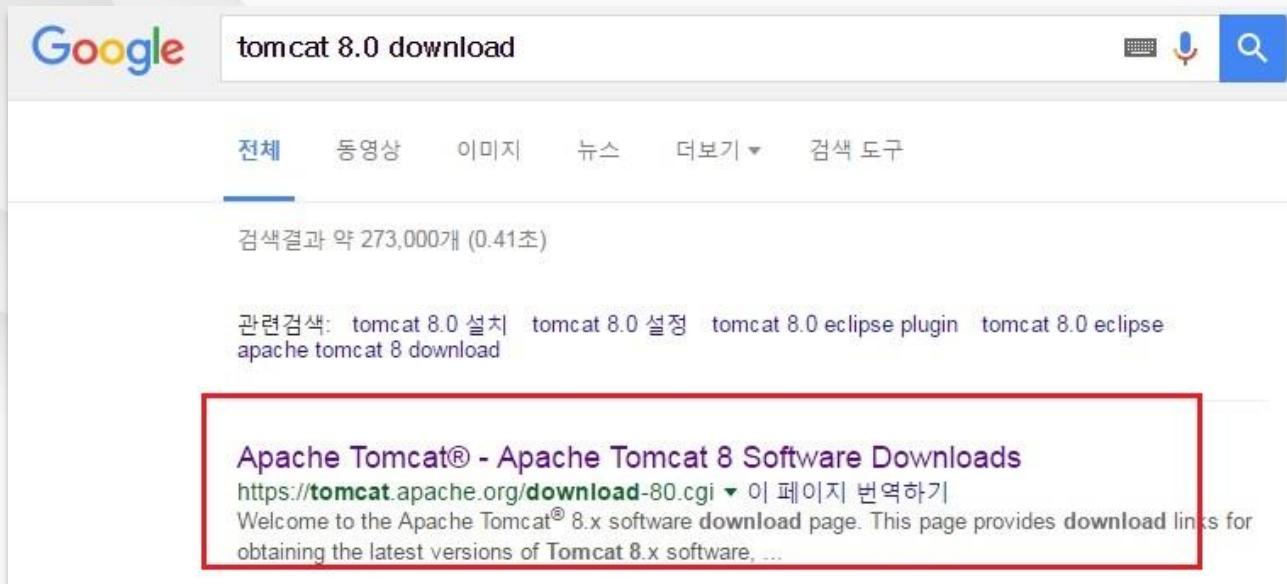 Google
tomcat 8.0 download
전체 동영상 이미지 뉴스 더보기 ▾ 검색 도구
검색결과 약 273,000개 (0.41초)
관련검색: tomcat 8.0 설치 tomcat 8.0 설정 tomcat 8.0 eclipse plugin tomcat 8.0 eclipse
apache tomcat 8 download
Apache Tomcat® - Apache Tomcat 8 Software Downloads
https://tomcat.apache.org/download-80.cgi ▾ 이 페이지 번역하기
Welcome to the Apache Tomcat® 8.x software download page. This page provides download links for
obtaining the latest versions of Tomcat 8.x software, ...